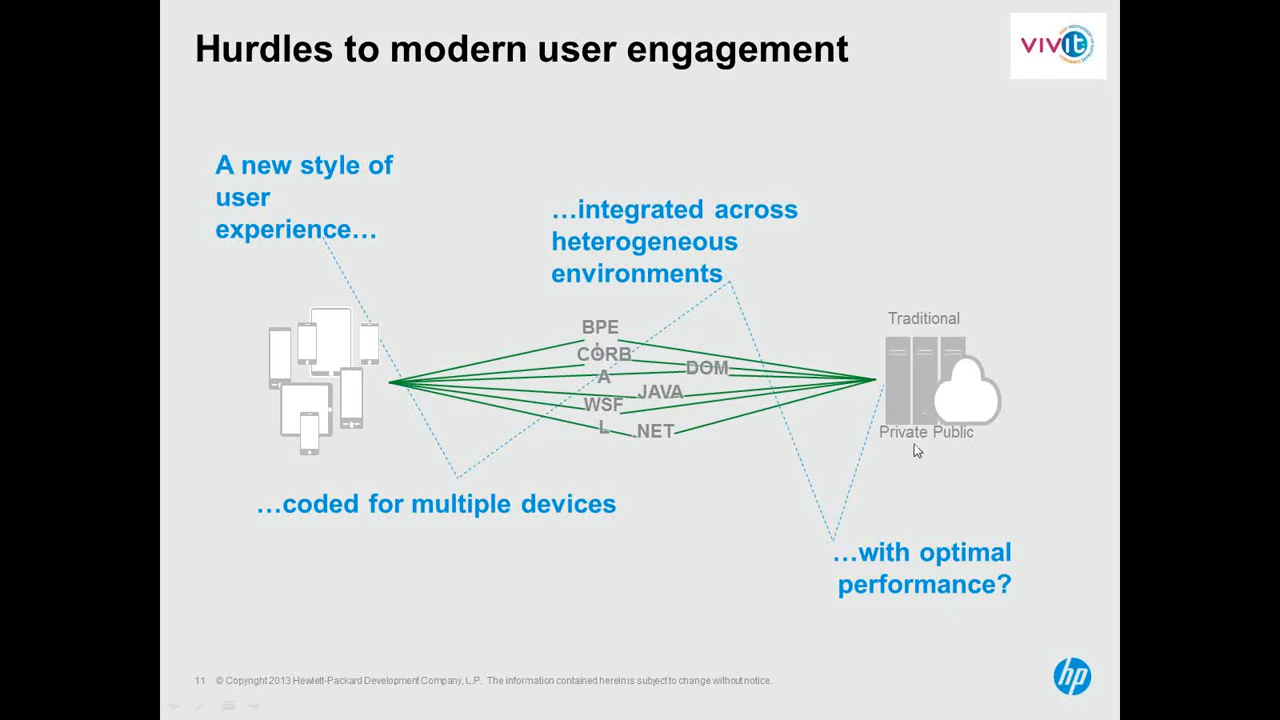 Hurdles to modern user engagement
VIVit
A new style of
user
experience…
…integrated across
heterogeneous
environments
BPE
L
CORB
A
DOM
JAVA
WSF
L
.NET
Traditional
Private Public
…coded for multiple devices
…with optimal
performance?
11 © Copyright 2013 Hewlett-Packard Development Company, L.P. The information contained herein is subject to change without notice.
hp